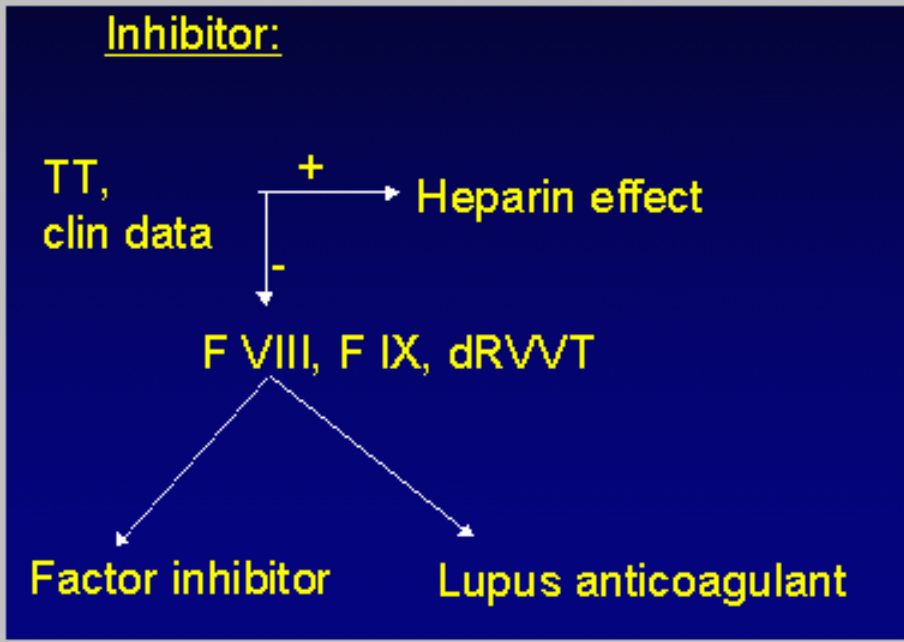 Inhibitor:
TT,
clin data
+
Heparin effect
-
F VIII, F IX, dRVVT
Factor inhibitor
Lupus anticoagulant